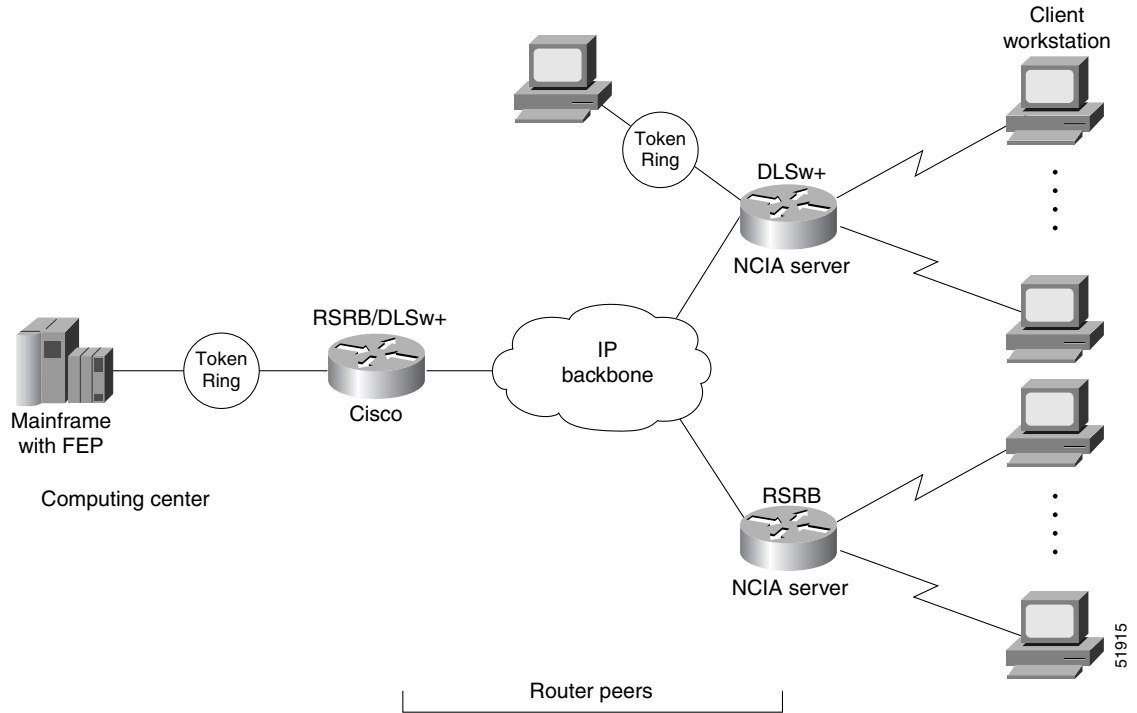 Client
workstation
Token
Ring
DLSw+
NCIA server
RSRB/DLSw+
Token
Ring
IP
backbone
Cisco
Mainframe
with FEP
Computing center
RSRB
NCIA server
51915
Router peers